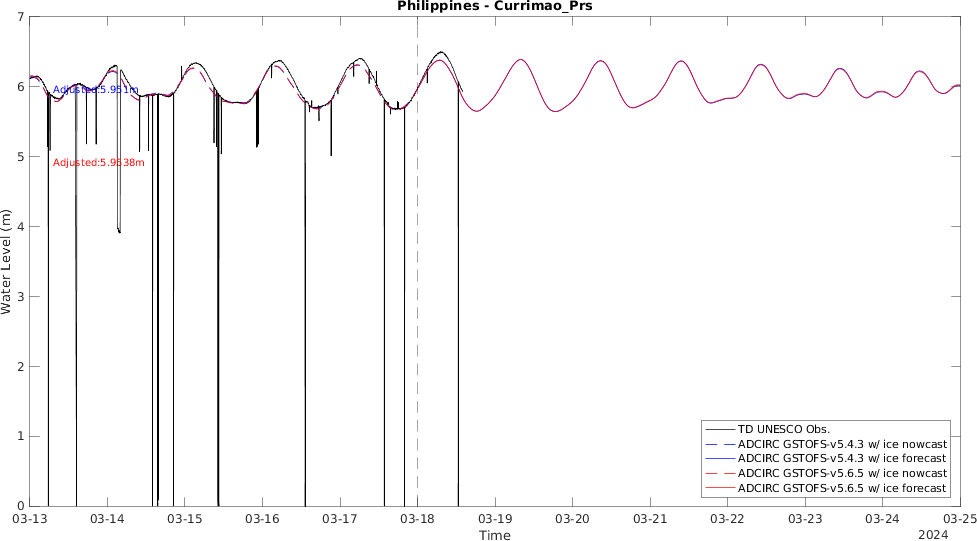 Philippines - Currimao_Prs
7
6
5
4
3
2
1
0
Water Level (m)
Adjusted:5.951m
Adjusted:5.9538m
TD UNESCO Obs.
ADCIRC GSTOFS-v5.4.3 w/ ice nowcast
ADCIRC GSTOFS-v5.4.3 w/ ice forecast
ADCIRC GSTOFS-v5.6.5 w/ ice nowcast
ADCIRC GSTOFS-v5.6.5 w/ ice forecast
03-13 03-14 03-15 03-16 03-17 03-18 03-19 03-20 03-21 03-22 03-23 03-24 03-25
Time
2024